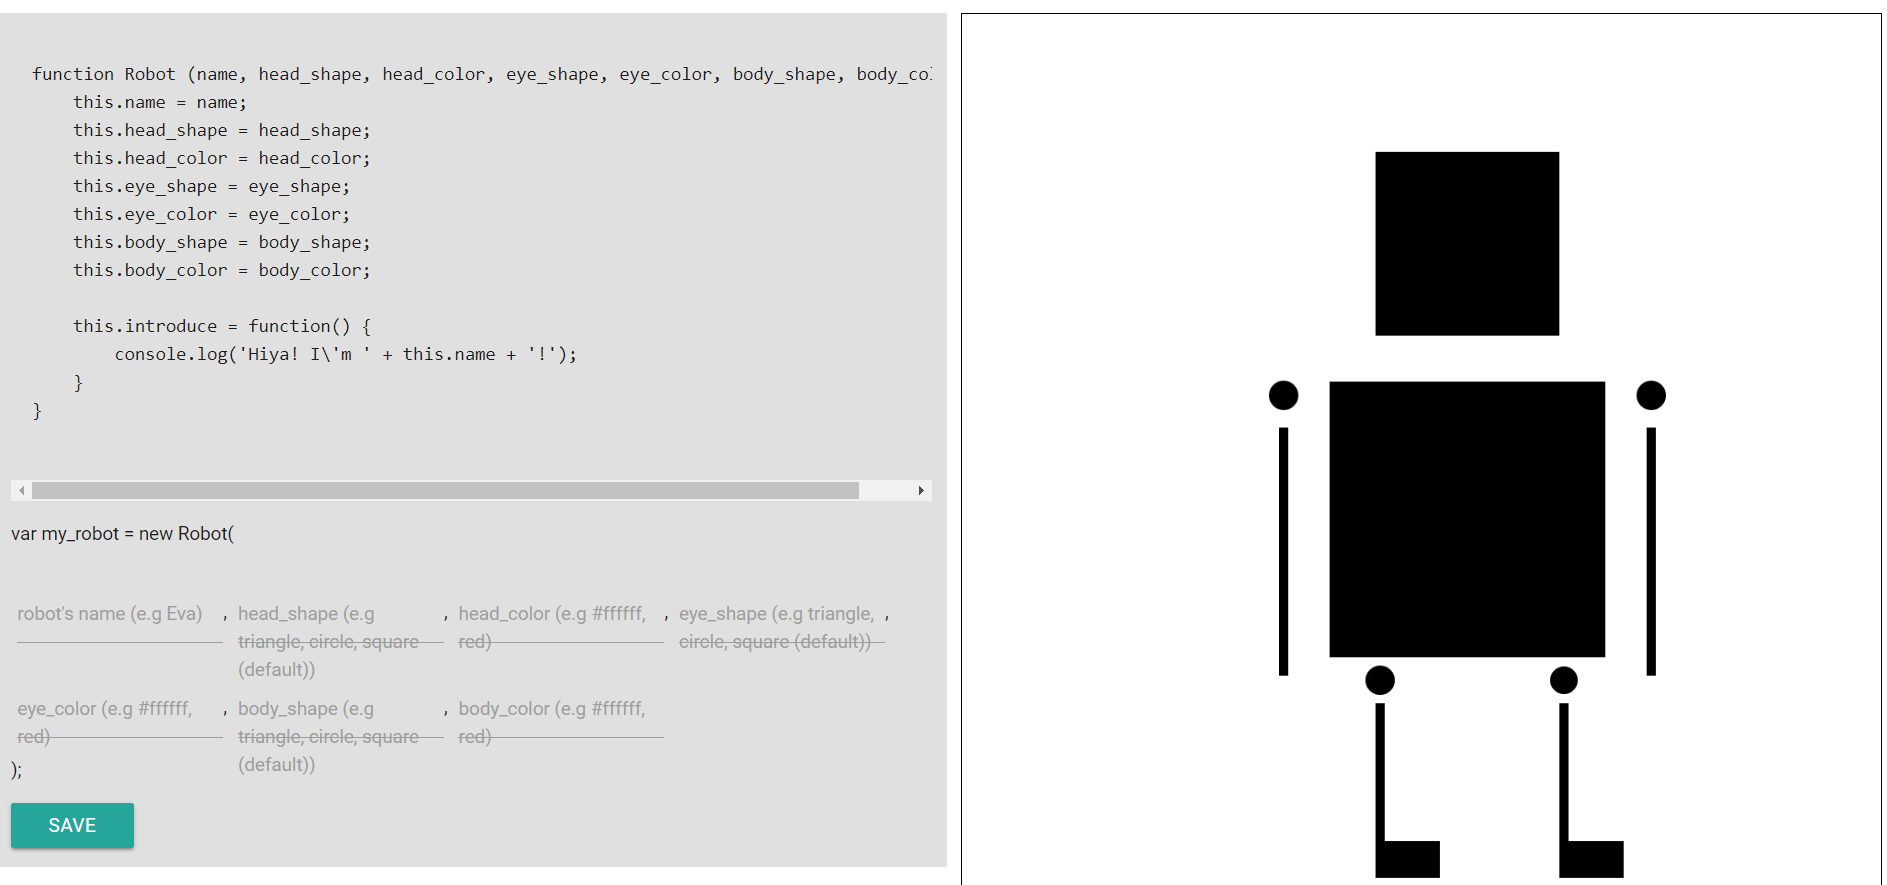 function Robot (name, head_shape, head_color, eye_shape, eye_color, body_shape, body_col
    this.name = name;
    this.head_shape = head_shape;
    this.head_color = head_color;
    this.eye_shape = eye_shape;
    this.eye_color = eye_color;
    this.body_shape = body_shape;
    this.body_color = body_color;
    this.introduce = function() {
        console.log('Hiya! I\'m ' + this.name + '!');
    }
}
var my_robot = new Robot(
robot's name (e.g Eva) , head_shape (e.g , head_color (e.g #ffffff, , eye_shape (e.g triangle, ,
triangle, circle, square red) circle, square (default))
(default))
eye_color (e.g #ffffff, , body_shape (e.g , body_color (e.g #ffffff,
red) triangle, circle, square red)
(default))
);
SAVE